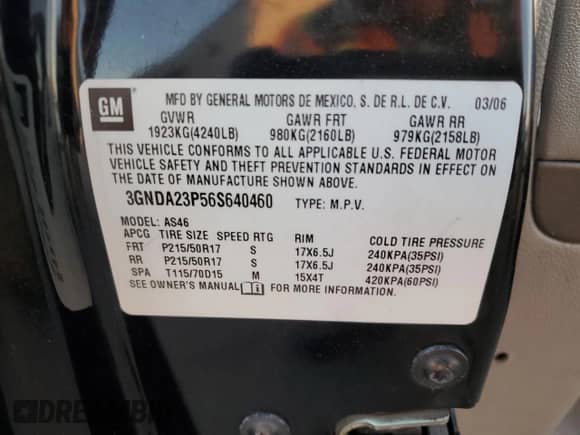 GM
MFD BY GENERAL MOTORS DE MEXICO, S. DE R.L. DE C.V. 03/06
GVWR GAWR FRT GAWR RR
1923KG(4240LB) 980KG(2160LB) 979KG(2158LB)
THIS VEHICLE CONFORMS TO ALL APPLICABLE U.S. FEDERAL MOTOR
VEHICLE SAFETY AND THEFT PREVENTION STANDARDS IN EFFECT ON
THE DATE OF MANUFACTURE SHOWN ABOVE.
3GNDA23P56S640460 TYPE: M.P.V.
MODEL: AS46
APCG TIRE SIZE SPEED RTG RIM COLD TIRE PRESSURE
FRT P215/50R17 S 17X6.5J 240KPA(35PSI)
RR P215/50R17 S 17X6.5J 240KPA(35PSI)
SPA T115/70D15 M 15X4T 420KPA(60PSI)
SEE OWNER'S MANUAL FOR MORE INFORMATION.
DREAMBID